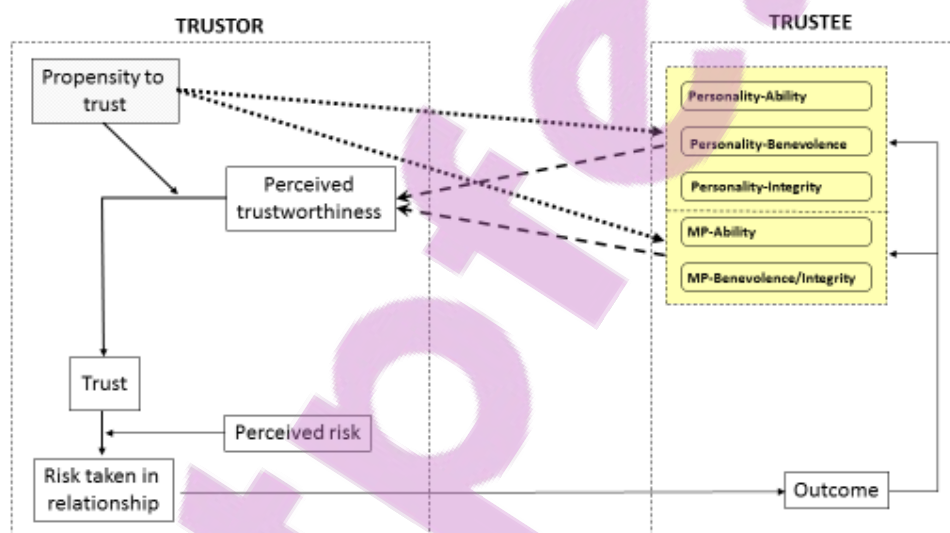 TRUSTOR
TRUSTEE
Propensity to
trust
Personality-Ability
Personality-Benevolence
Personality-Integrity
MP-Ability
MP-Benevolence/Integrity
Perceived
trustworthiness
Trust
Perceived risk
Risk taken in
relationship
Outcome